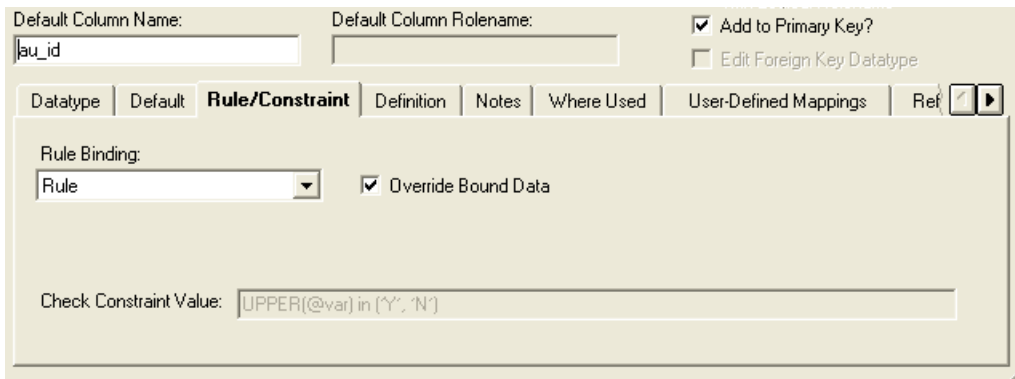 Default Column Name: Default Column Rolename:
Add to Primary Key?
au_id
Edit Foreign Key Datatype
Datatype Default Rule/Constraint Definition Notes Where Used User-Defined Mappings Ref
Rule Binding:
Rule Override Bound Data
Check Constraint Value: UPPER(@var) in ('Y', 'N')